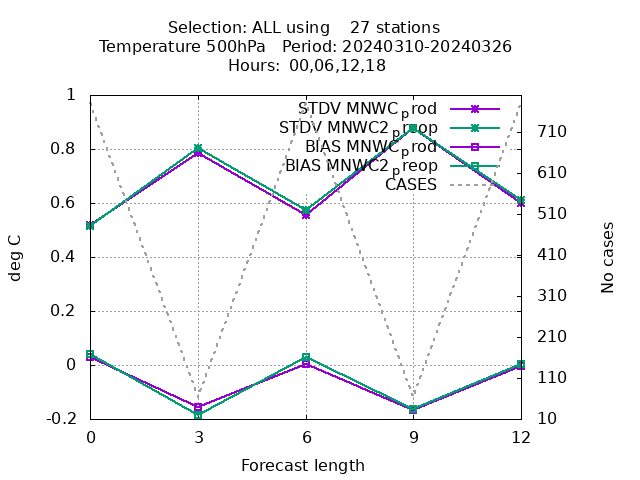 Selection: ALL using    27 stations
Temperature 500hPa   Period: 20240310-20240326
Hours: 00,06,12,18
STDV MNWC_prod
STDV MNWC2_preop
BIAS MNWC_prod
BIAS MNWC2_preop
CASES
1
0.8
0.6
0.4
0.2
0
-0.2
deg C
710
610
510
410
310
210
110
10
No cases
0 3 6 9 12
Forecast length